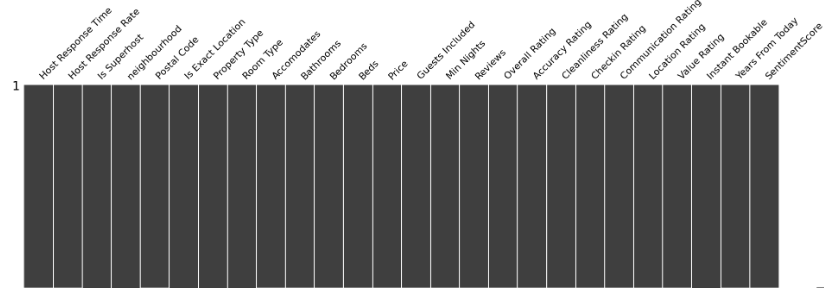 Host Response Time
Host Response Rate
Is Superhost
neighbourhood
Postal Code
Is Exact Location
Property Type
Room Type
Accomodates
Bathrooms
Bedrooms
Beds
Price
Guests Included
Min Nights
Reviews
Overall Rating
Accuracy Rating
Cleanliness Rating
Checkin Rating
Communication Rating
Location Rating
Value Rating
Instant Bookable
Years From Today
SentimentScore
1